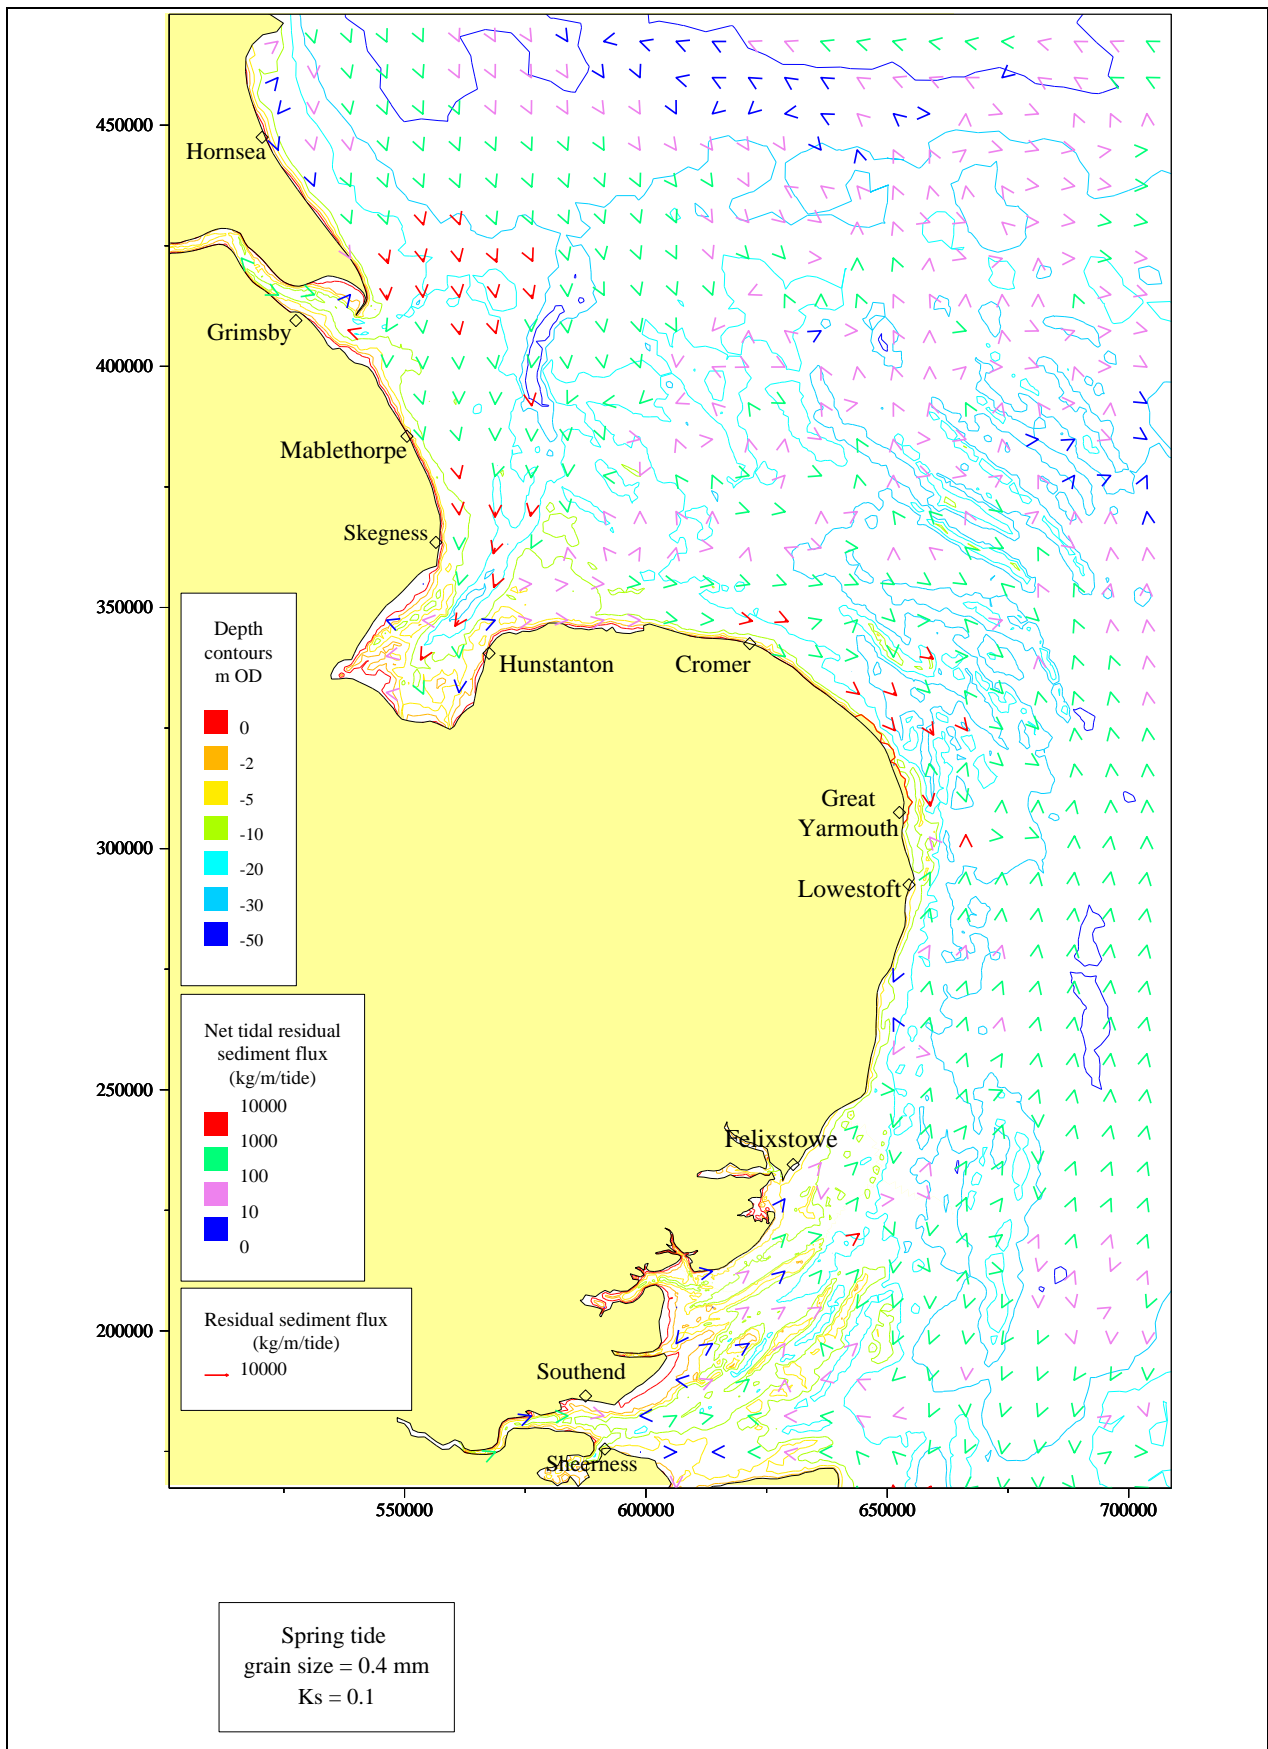 450000
Hornsea
Grimsby
400000
Mablethorpe
Skegness
350000
Hunstanton
Cromer
Depth
contours
m OD
0
-2
-5
-10
-20
-30
-50
Great
Yarmouth
300000
Lowestoft
Net tidal residual
sediment flux
(kg/m/tide)
10000
1000
100
10
0
250000
Felixstowe
Residual sediment flux
(kg/m/tide)
10000
200000
Southend
Sheerness
550000
600000
650000
700000
Spring tide
grain size = 0.4 mm
Ks = 0.1